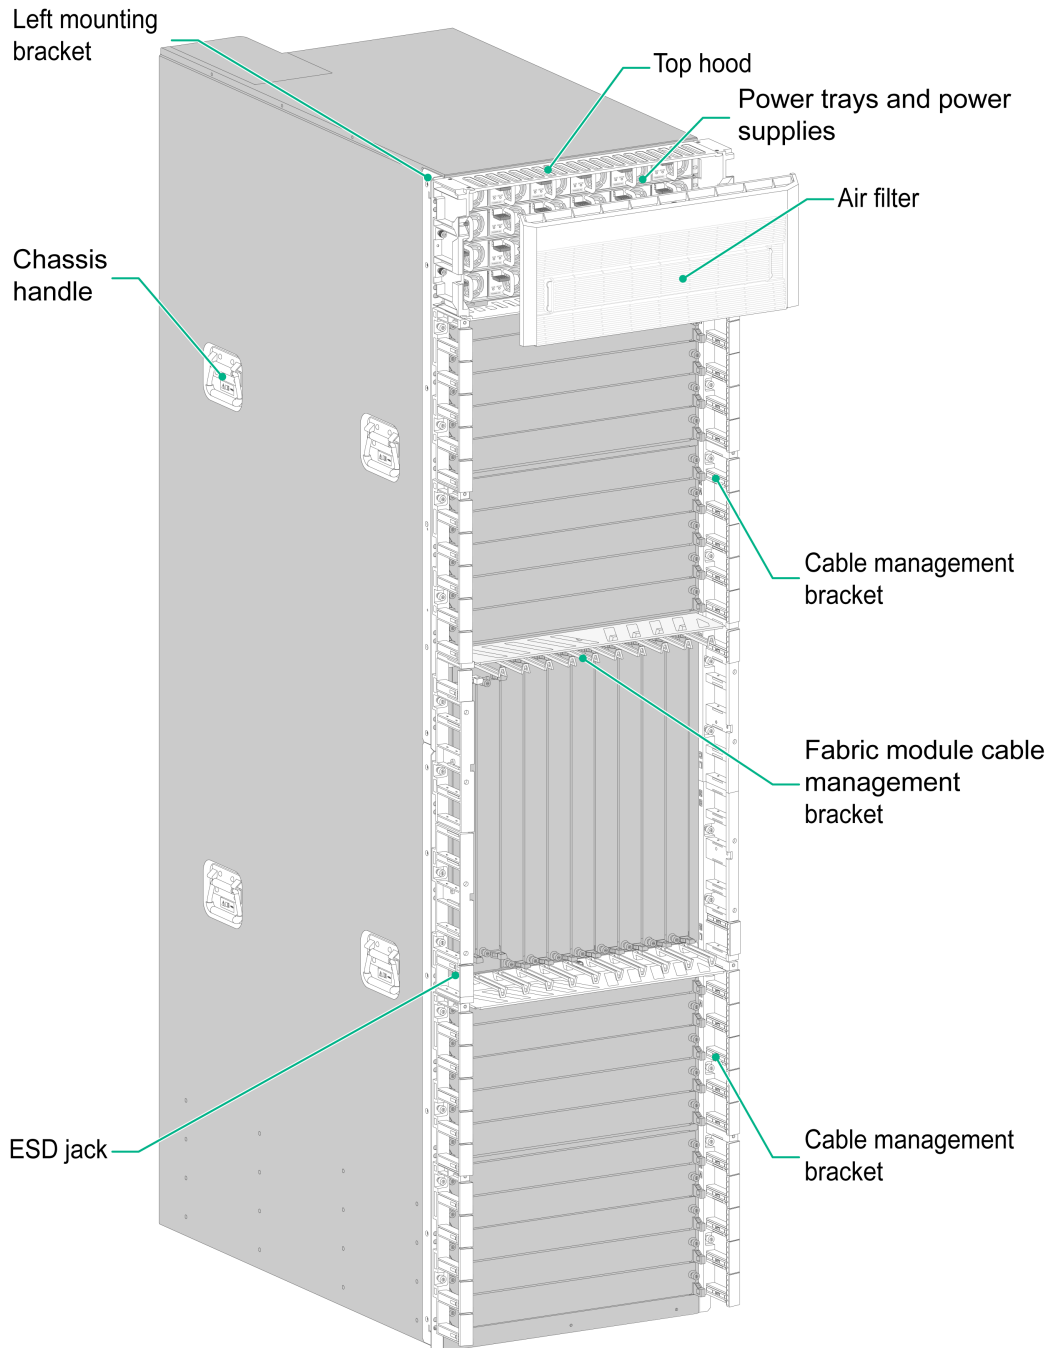 Left mounting
bracket
Top hood
Power trays and power
supplies
Air filter
Chassis
handle
Cable management
bracket
Fabric module cable
management
bracket
ESD jack
Cable management
bracket